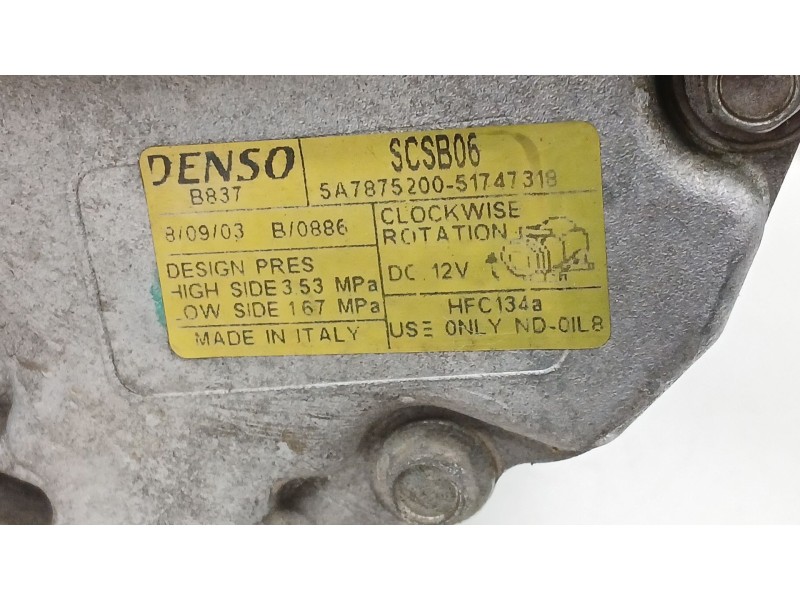 DENSO
B837
SCSB06
5A7875200-51747318
8/09/03 B/0886
CLOCKWISE
ROTATION
DC. 12V
DESIGN PRES
HIGH SIDE 3.53 MPa
LOW SIDE 1.67 MPa
MADE IN ITALY
HFC134a
USE ONLY ND-OIL8